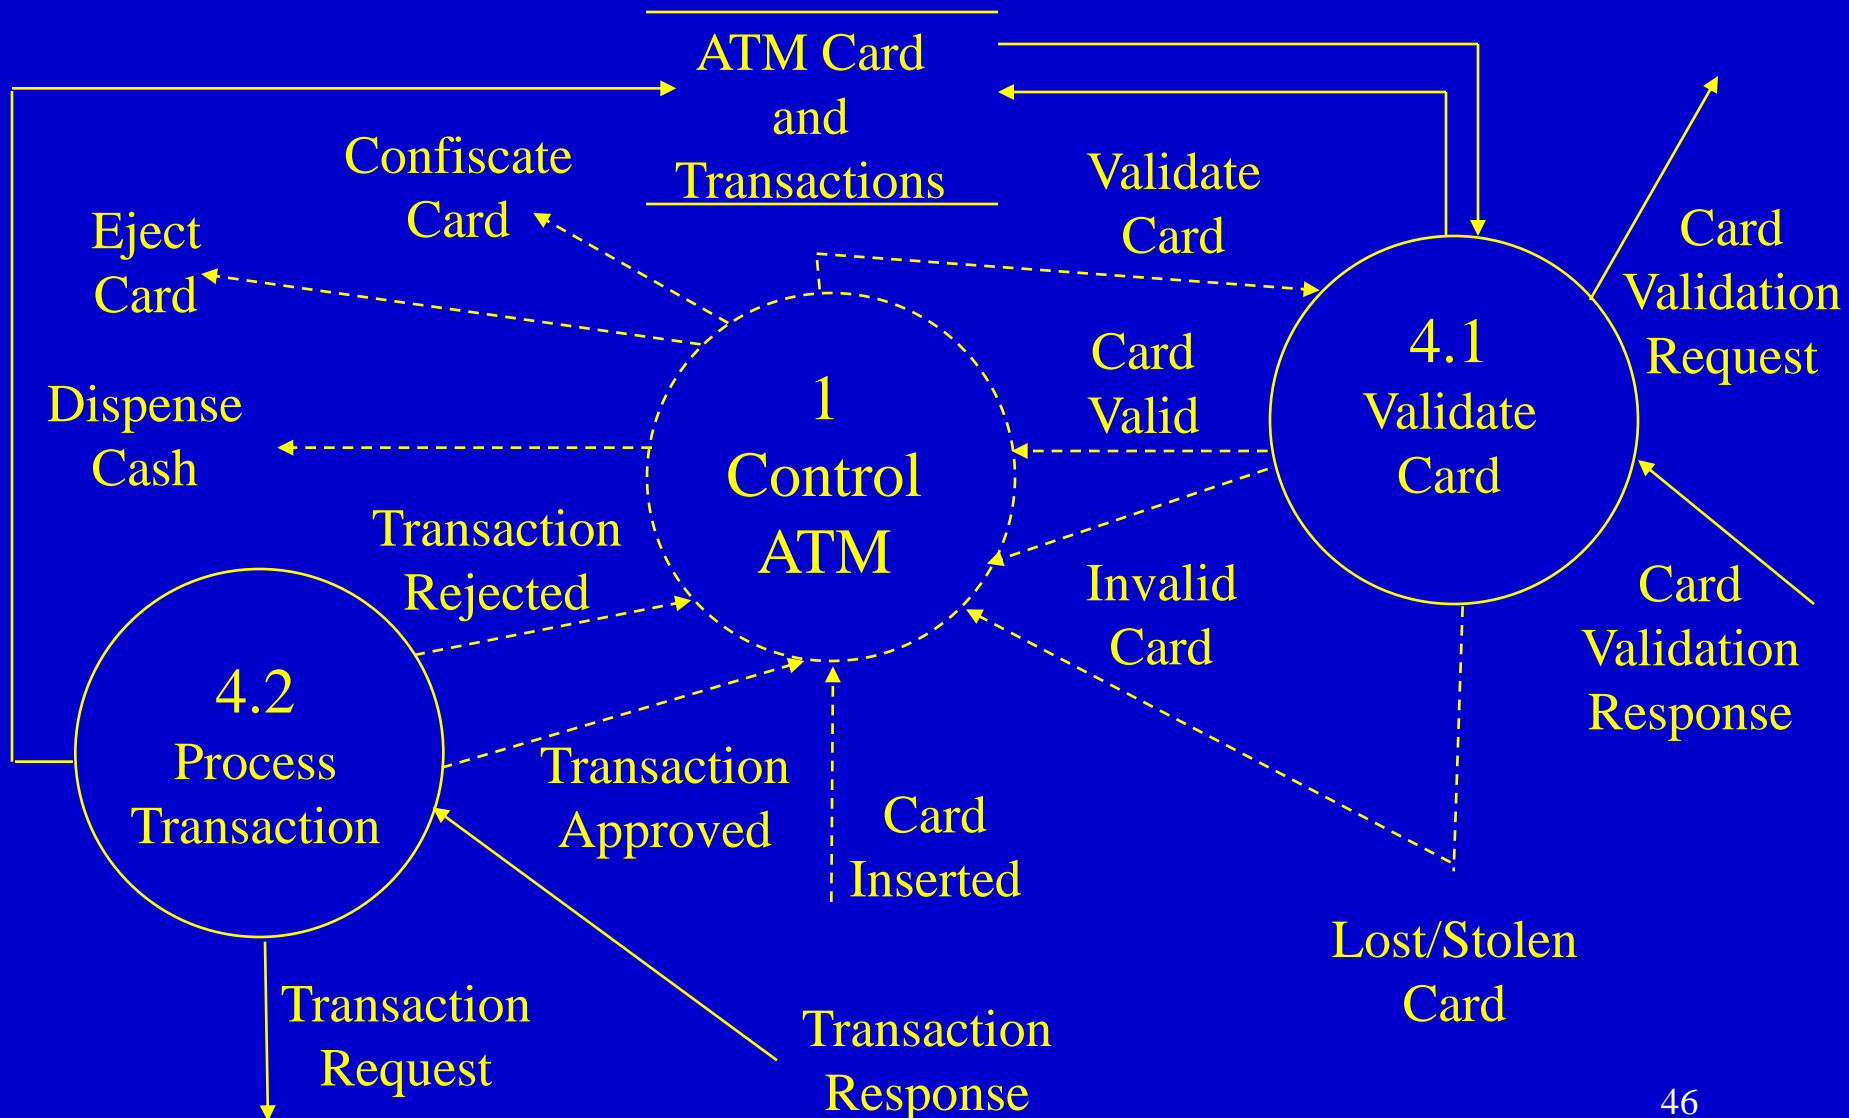 ATM Card
and
Transactions
Confiscate
Card
Eject
Card
Validate
Card
Card
Validation
Request
Dispense
Cash
1
Control
ATM
Card
Valid
4.1
Validate
Card
Transaction
Rejected
Invalid
Card
Card
Validation
Response
4.2
Process
Transaction
Transaction
Approved
Card
Inserted
Lost/Stolen
Card
Transaction
Request
Transaction
Response
46